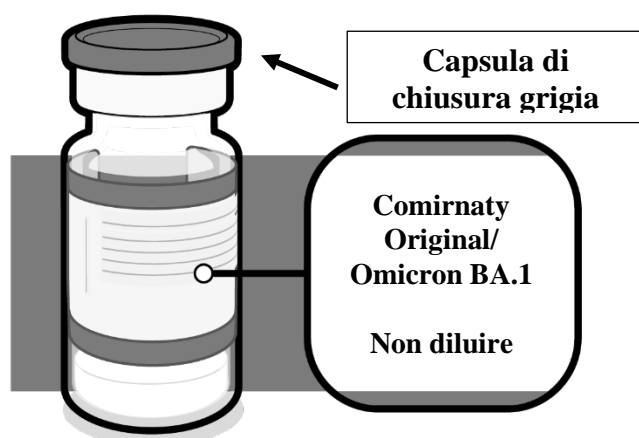 Capsula di
chiusura grigia
Comirnaty
Original/
Omicron BA.1
Non diluire